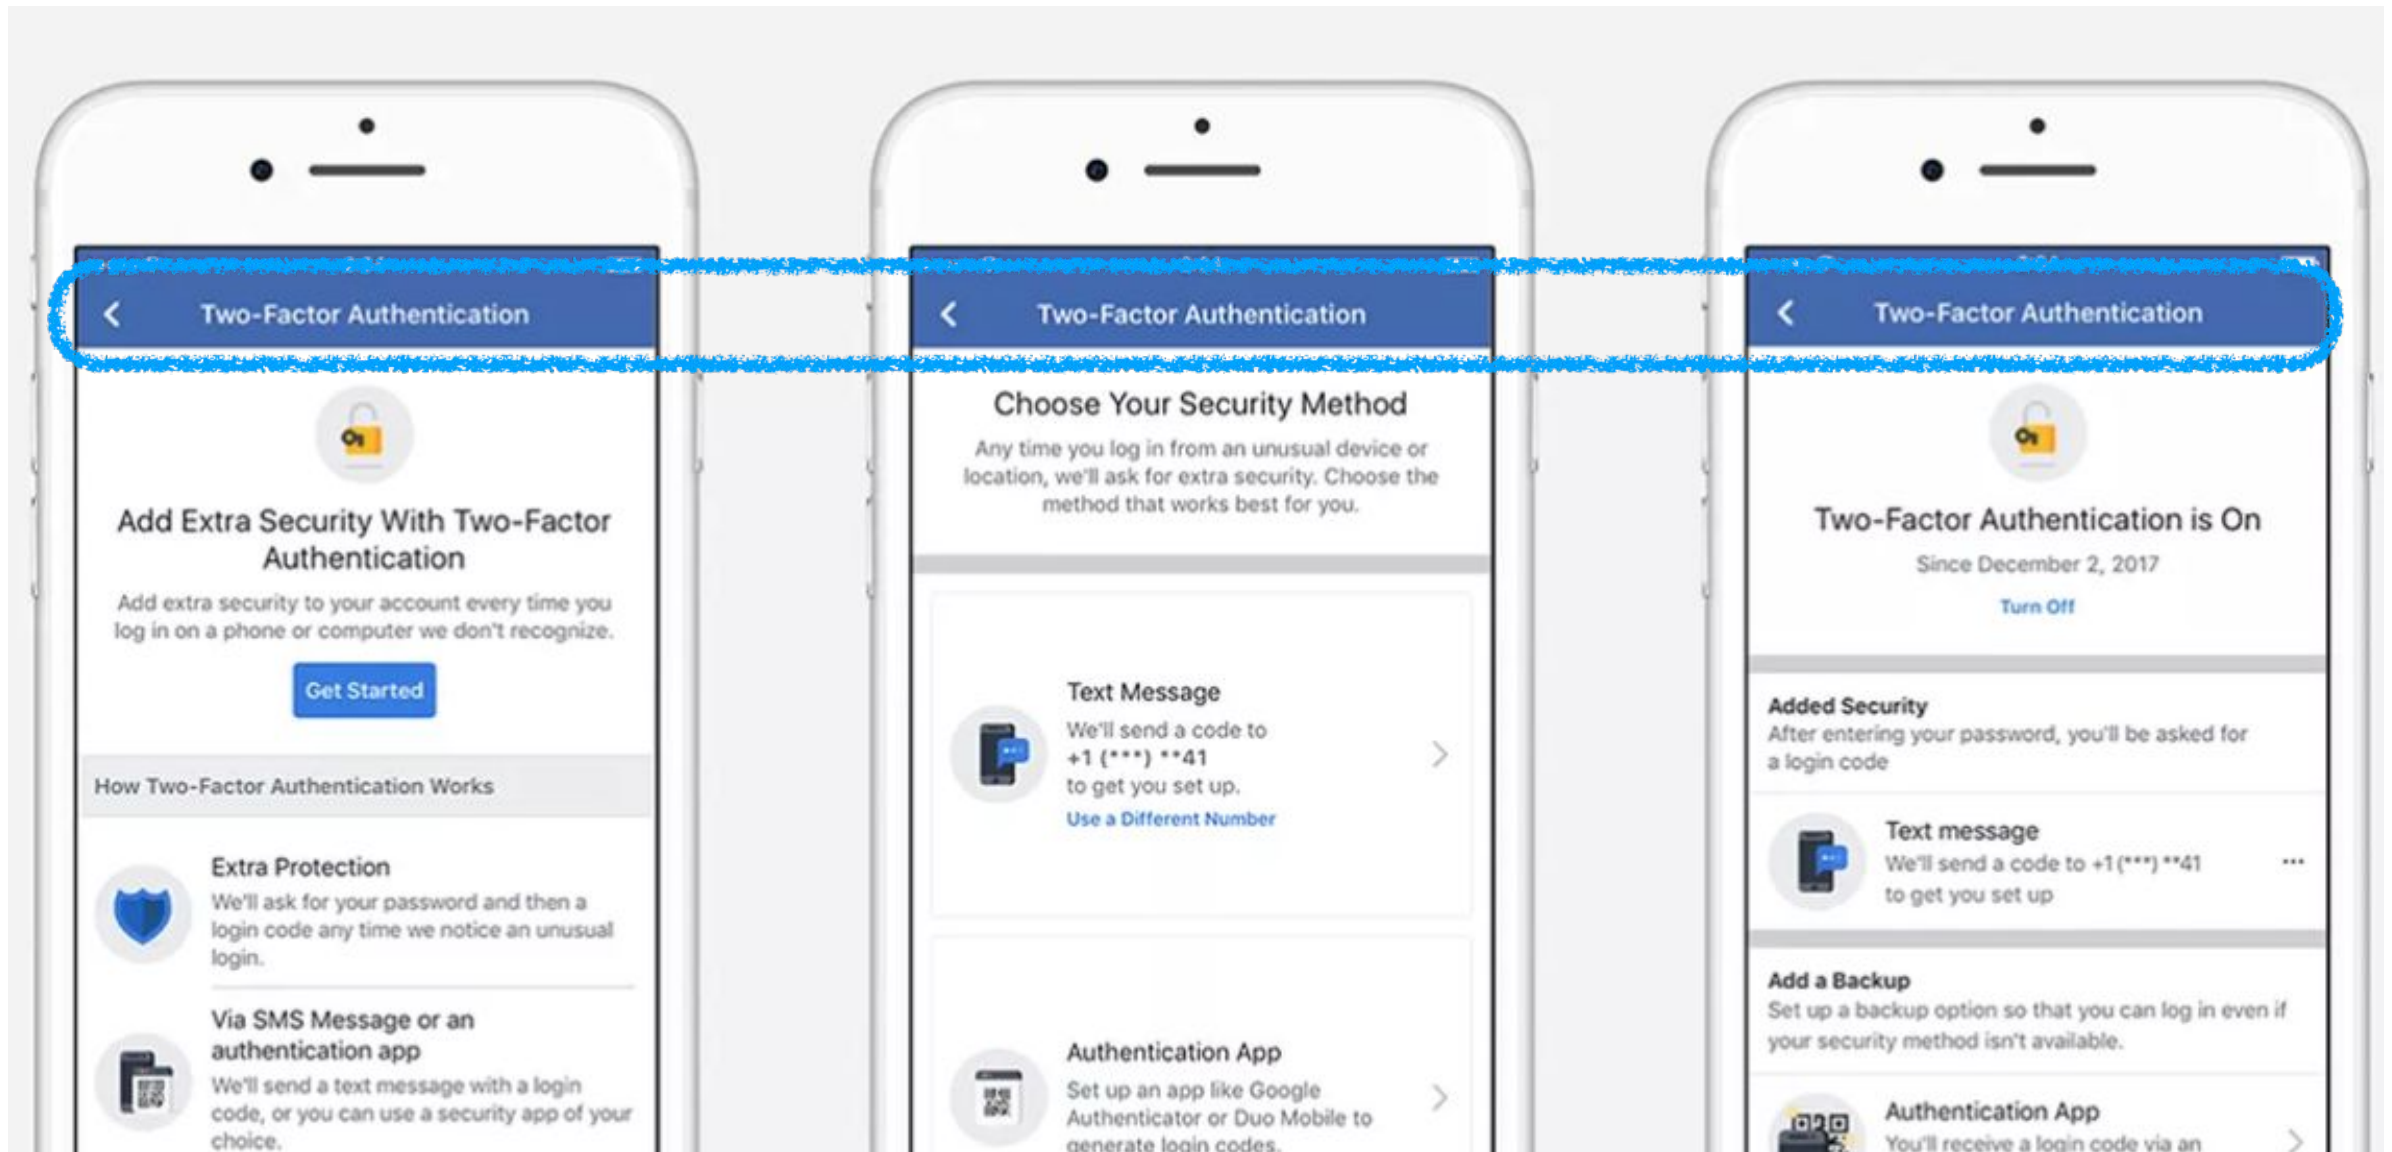 Two-Factor Authentication
Add Extra Security With Two-Factor
Authentication
Add extra security to your account every time you
log in on a phone or computer we don't recognize.
Get Started
How Two-Factor Authentication Works
Extra Protection
We'll ask for your password and then a
login code any time we notice an unusual
login.
Via SMS Message or an
authentication app
We'll send a text message with a login
code, or you can use a security app of your
choice.
Two-Factor Authentication
Choose Your Security Method
Any time you log in from an unusual device or
location, we'll ask for extra security. Choose the
method that works best for you.
Text Message
We'll send a code to
+1 (***) **41
to get you set up.
Use a Different Number
Authentication App
Set up an app like Google
Authenticator or Duo Mobile to
generate login codes.
Two-Factor Authentication
Two-Factor Authentication is On
Since December 2, 2017
Turn Off
Added Security
After entering your password, you'll be asked for
a login code
Text message
We'll send a code to +1 (***) **41
to get you set up
Add a Backup
Set up a backup option so that you can log in even if
your security method isn't available.
Authentication App
You'll receive a login code via an